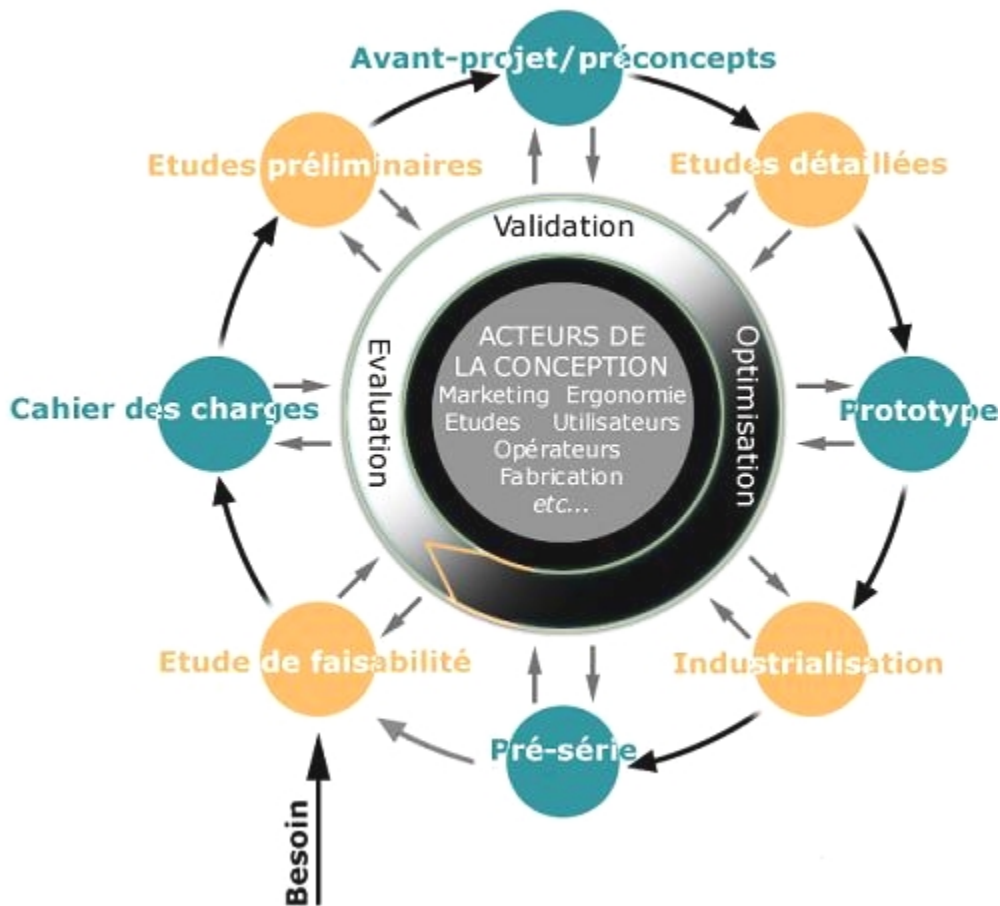 Avant-projet/préconcepts
Etudes préliminaires
Etudes détaillées
Validation
Evaluation
Optimisation
ACTEURS DE
LA CONCEPTION
Marketing Ergonomie
Etudes Utilisateurs
Opérateurs
Fabrication
etc...
Cahier des charges
Prototype
Etude de faisabilité
Industrialisation
Pré-série
Besoin